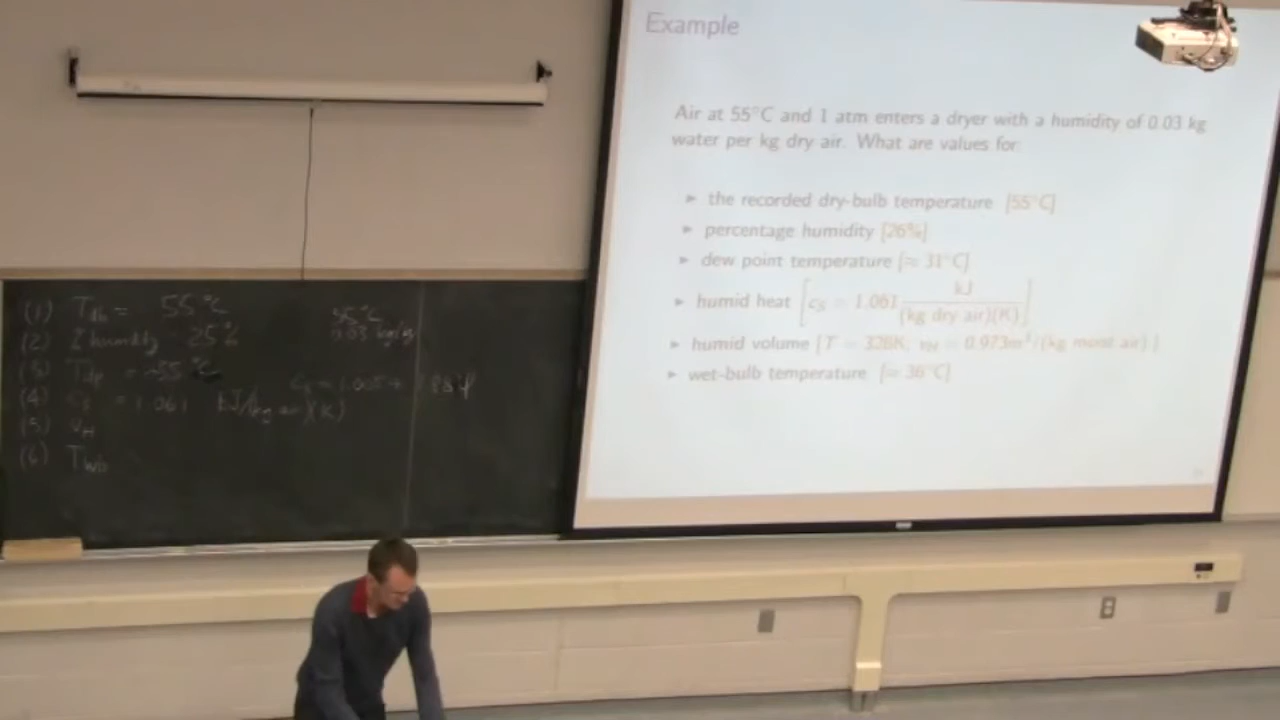 Example
Air at 55°C and 1 atm enters a dryer with a humidity of 0.03 kg
water per kg dry air. What are values for:
► the recorded dry-bulb temperature [55°C]
► percentage humidity [26%]
► dew point temperature [≈ 31°C]
► humid heat [cS = 1.061 kJ/(kg dry air)(K)]
► humid volume [T = 328K, vH = 0.973m³/(kg moist air)]
► wet-bulb temperature [≈ 36°C]
(1) Tdb = 55°C
(2) % humidity = 25%
(3) Tdp =
(4) cs = 1.061 kJ/(kg air)(K)
(5) vH
(6) Twb
55°C
0.03 kg/kg
Cs = 1.005 +